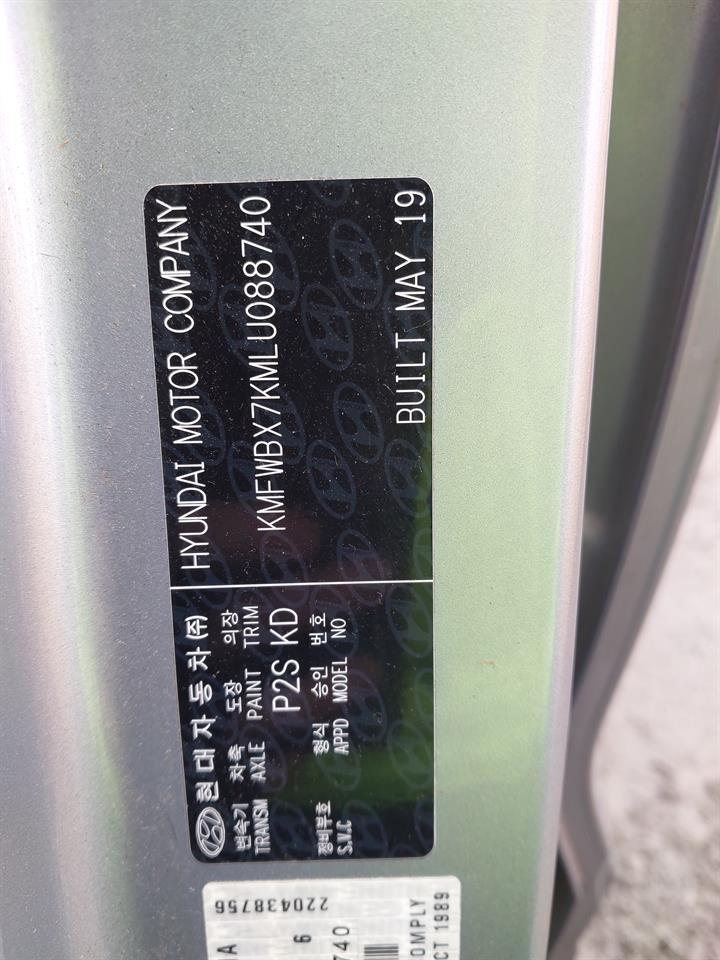 현대자동차(주) HYUNDAI MOTOR COMPANY
변속기 차축 도장 의장
TRANSM AXLE PAINT TRIM
P2S KD KMFWBX7KMLU088740
정비부호 형식 승인 번호
S.V.C APPD MODEL NO
BUILT MAY 19
220438756
6
740
OMPLY
CT 1989